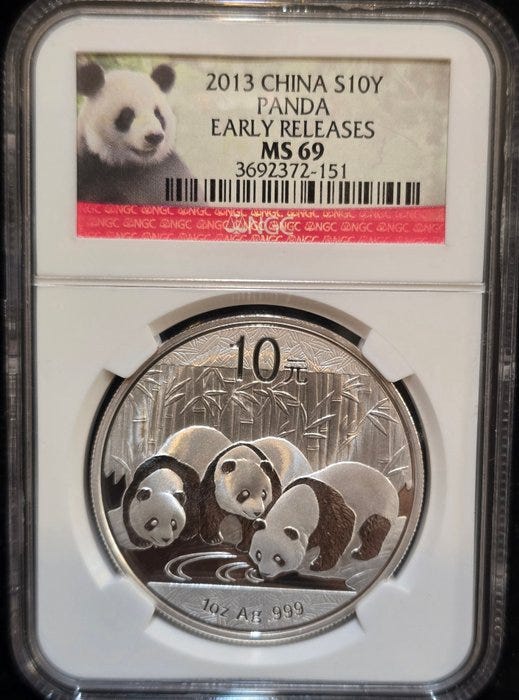 2013 CHINA S10Y
PANDA
EARLY RELEASES
MS 69
3692372-151
NGC NGC NGC NGC NGC NGC NGC NGC
NGC
10元
1oz Ag .999